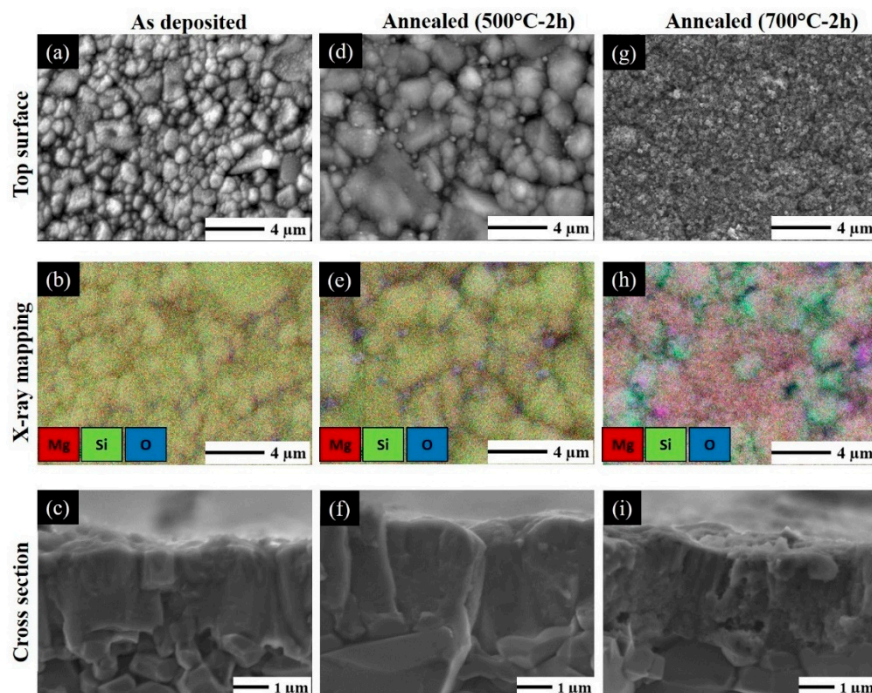 As deposited Annealed (500°C-2h) Annealed (700°C-2h)
Top surface
(a) (d) (g)
4 µm 4 µm 4 µm
X-ray mapping
(b) (e) (h)
Mg Si O 4 µm Mg Si O 4 µm Mg Si O 4 µm
Cross section
(c) (f) (i)
1 µm 1 µm 1 µm